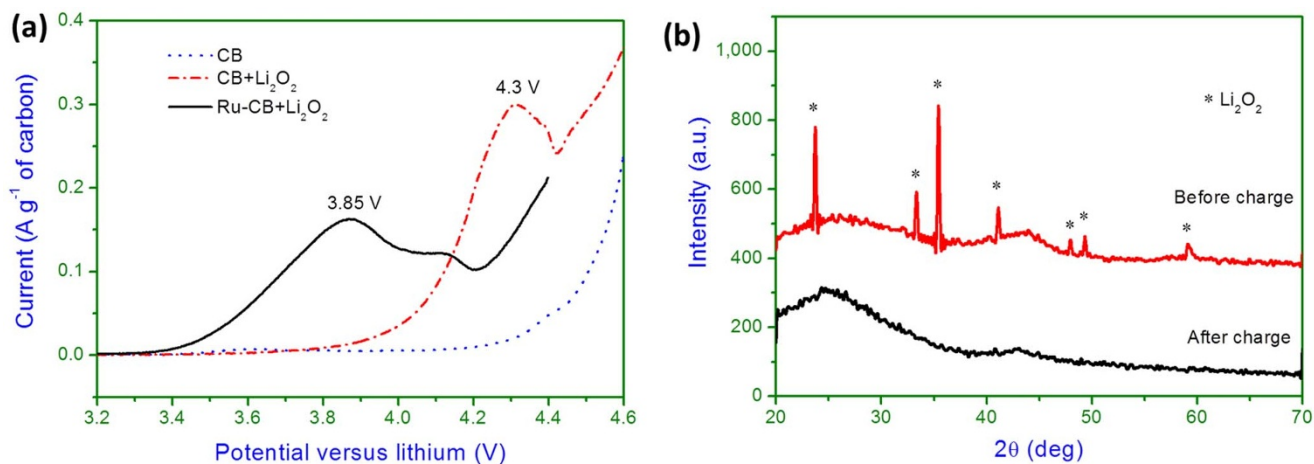 (a)
0.4
0.3
0.2
0.1
0.0
Current (A g⁻¹ of carbon)
CB
CB+Li₂O₂
Ru-CB+Li₂O₂
4.3 V
3.85 V
3.2 3.4 3.6 3.8 4.0 4.2 4.4 4.6
Potential versus lithium (V)
(b)
1,000
800
600
400
200
0
Intensity (a.u.)
* Li₂O₂
* * * * * * *
Before charge
After charge
20 30 40 50 60 70
2θ (deg)